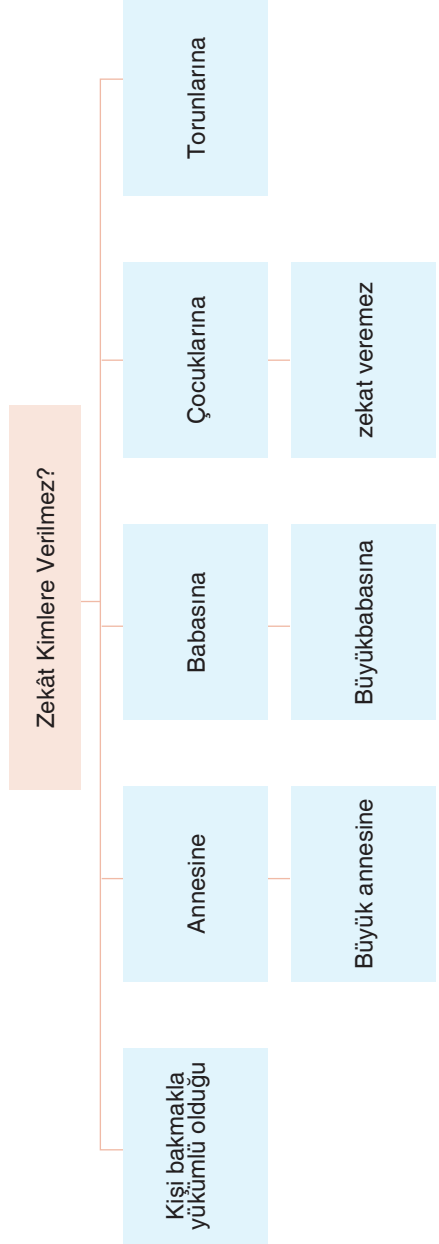 Zekât Kimlere Verilmez?
Kişi bakmakla
yükümlü olduğu
Annesine
Babasına
Çocuklarına
Torunlarına
Büyük annesine
Büyükbabasına
zekat veremez